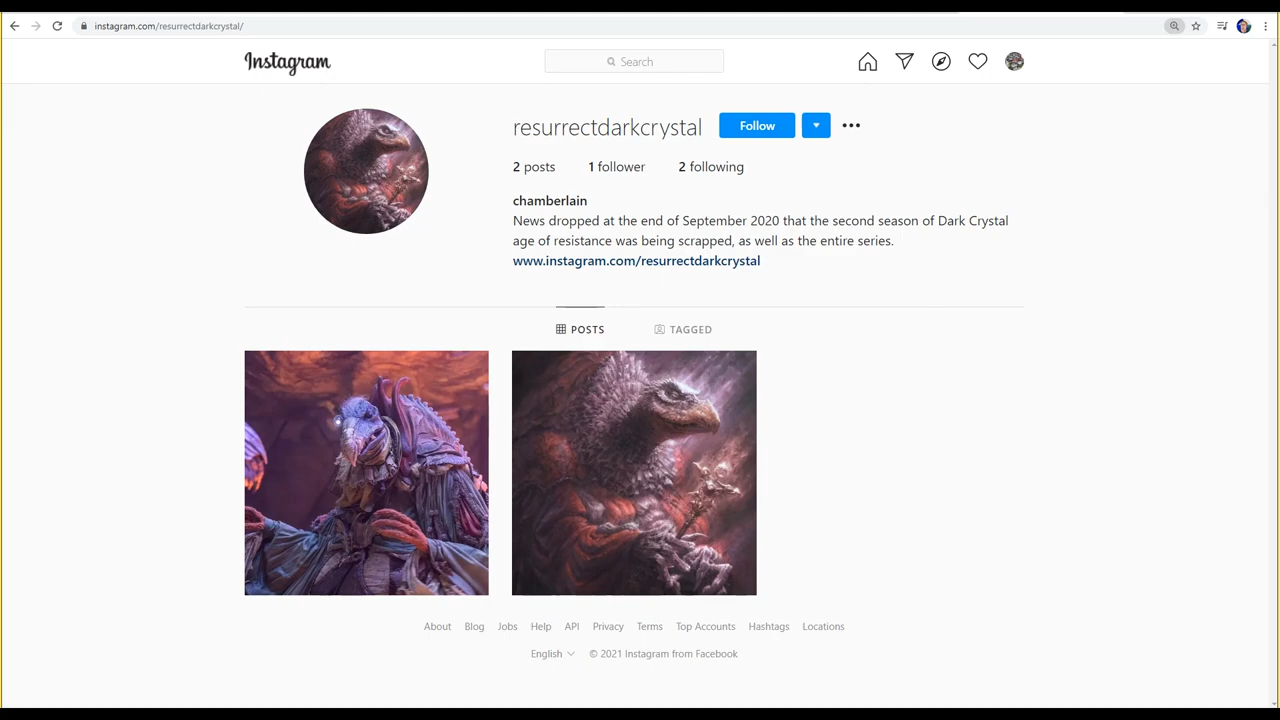 instagram.com/resurrectdarkcrystal/
Instagram
Search
resurrectdarkcrystal
Follow
2 posts 1 follower 2 following
chamberlain
News dropped at the end of September 2020 that the second season of Dark Crystal
age of resistance was being scrapped, as well as the entire series.
www.instagram.com/resurrectdarkcrystal
POSTS TAGGED
About Blog Jobs Help API Privacy Terms Top Accounts Hashtags Locations
English © 2021 Instagram from Facebook